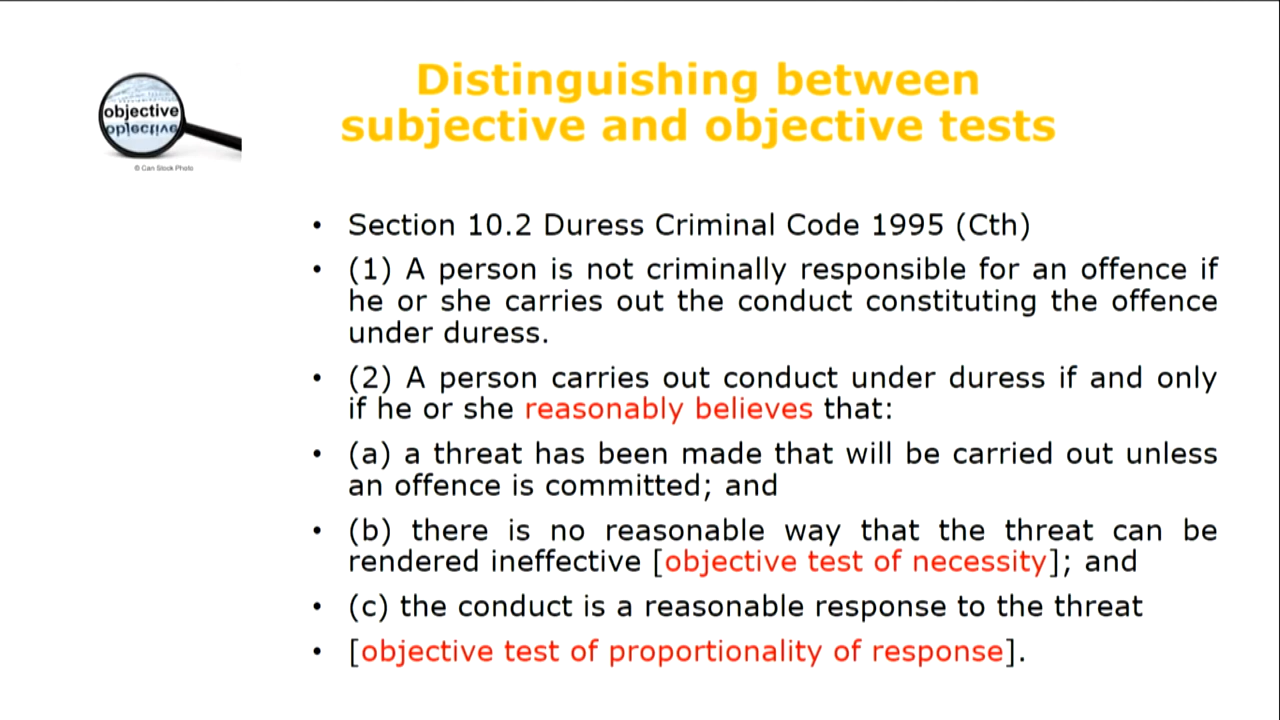 objective
© Can Stock Photo
Distinguishing between
subjective and objective tests
• Section 10.2 Duress Criminal Code 1995 (Cth)
• (1) A person is not criminally responsible for an offence if
he or she carries out the conduct constituting the offence
under duress.
• (2) A person carries out conduct under duress if and only
if he or she reasonably believes that:
• (a) a threat has been made that will be carried out unless
an offence is committed; and
• (b) there is no reasonable way that the threat can be
rendered ineffective [objective test of necessity]; and
• (c) the conduct is a reasonable response to the threat
• [objective test of proportionality of response].